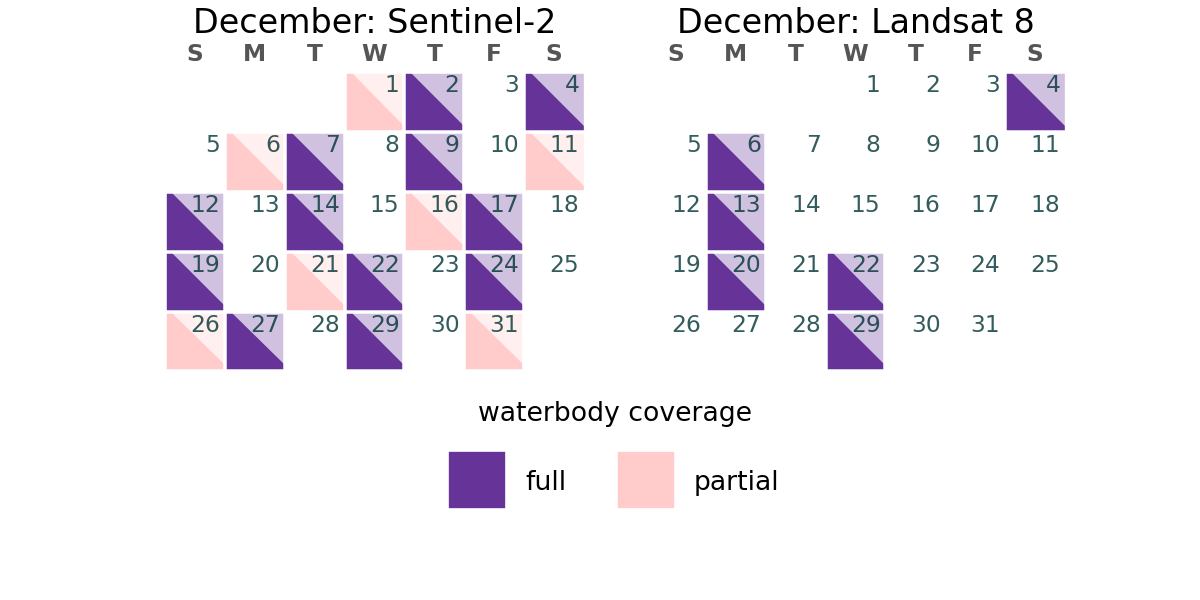 December: Sentinel-2
S M T W T F S
1 2 3 4
5 6 7 8 9 10 11
12 13 14 15 16 17 18
19 20 21 22 23 24 25
26 27 28 29 30 31
December: Landsat 8
S M T W T F S
1 2 3 4
5 6 7 8 9 10 11
12 13 14 15 16 17 18
19 20 21 22 23 24 25
26 27 28 29 30 31
waterbody coverage
full partial